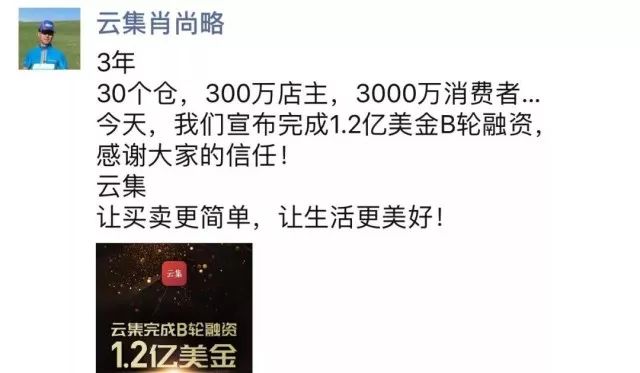 云集肖尚略
3年
30个仓，300万店主，3000万消费者...
今天，我们宣布完成1.2亿美金B轮融资，
感谢大家的信任！
云集
让买卖更简单，让生活更美好！
云集
云集完成B轮融资
1.2亿美金